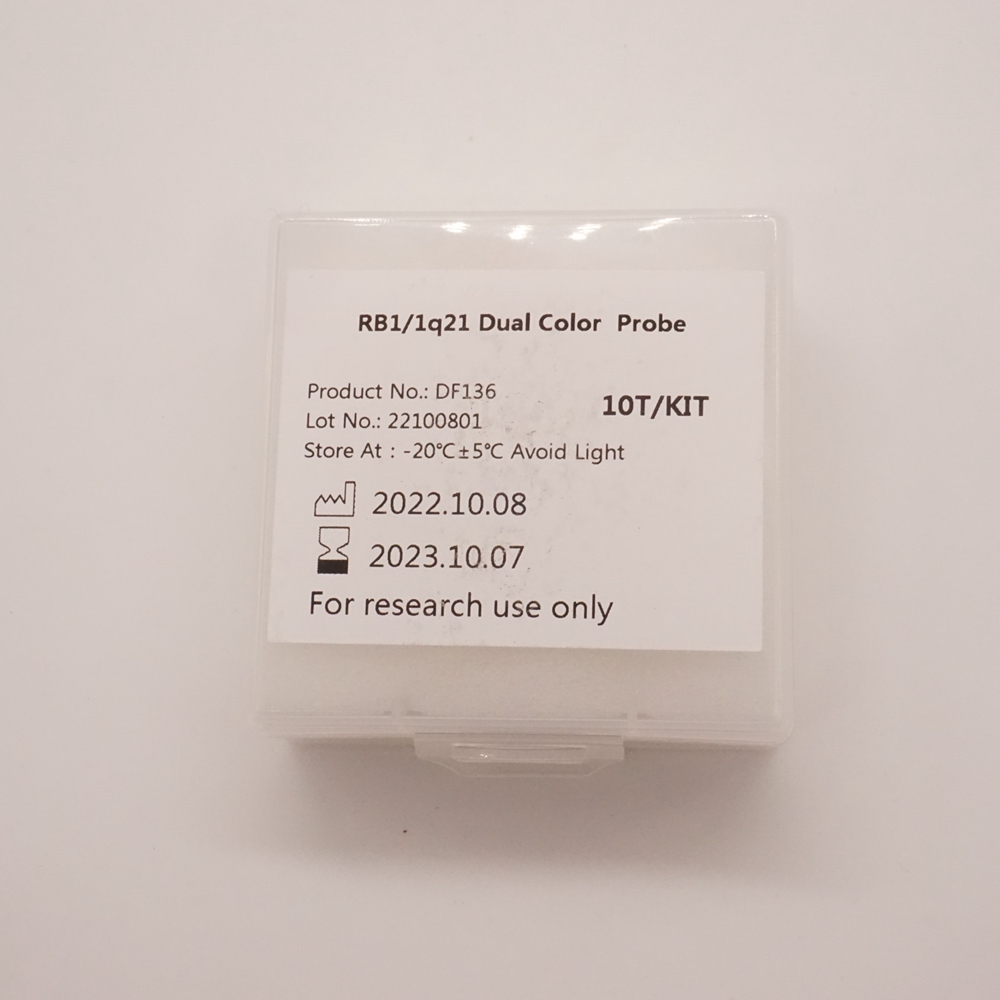 RB1/1q21 Dual Color Probe
Product No.: DF136
10T/KIT
Lot No.: 22100801
Store At : -20℃±5℃ Avoid Light
2022.10.08
2023.10.07
For research use only